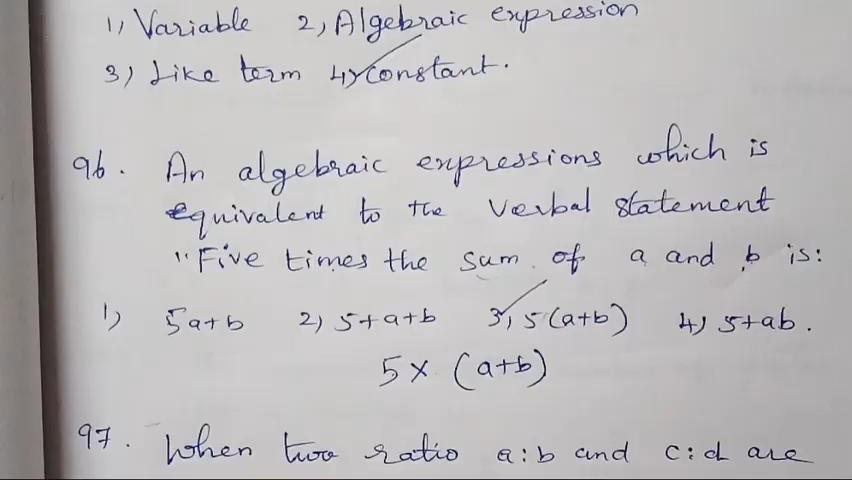 1) Variable 2) Algebraic expression
3) Like term 4) constant.
96. An algebraic expressions which is
equivalent to the verbal statement
"Five times the sum of a and b is:
1) 5a+b 2) 5+a+b 3) 5(a+b) 4) 5+ab.
5 × (a+b)
97. When two ratio a:b and c:d are